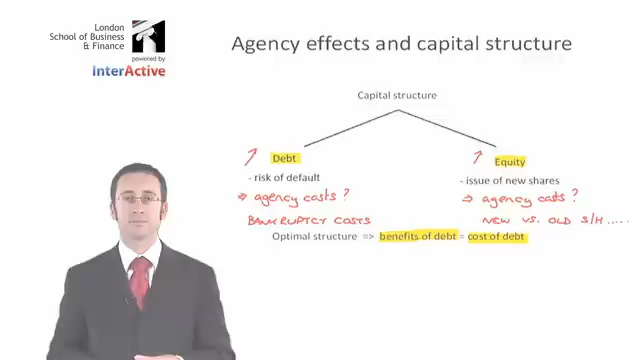 London
School of Business
& Finance
powered by
InterActive
Agency effects and capital structure
Capital structure
Debt
Equity
- risk of default
- issue of new shares
⇒ agency costs?
⇒ agency costs?
BANKRUPTCY COSTS
NEW VS. OLD S/H.....
Optimal structure => benefits of debt = cost of debt